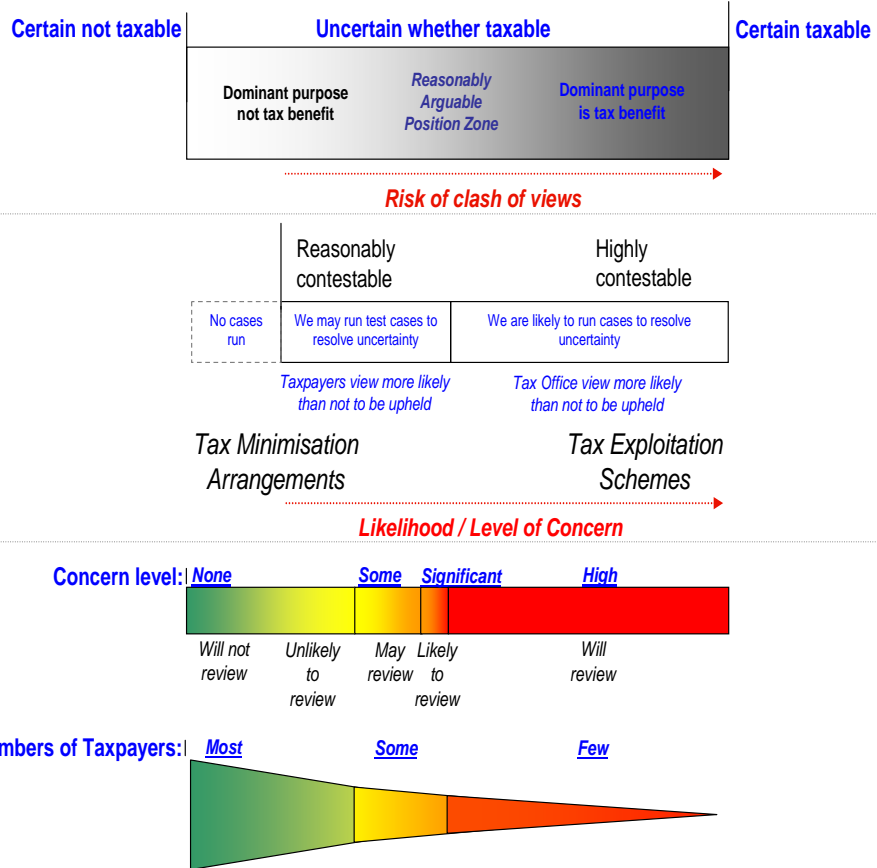 Certain not taxable
Uncertain whether taxable
Certain taxable
Dominant purpose
not tax benefit
Reasonably
Arguable
Position Zone
Dominant purpose
is tax benefit
Risk of clash of views
Reasonably
contestable
Highly
contestable
No cases
run
We may run test cases to
resolve uncertainty
We are likely to run cases to resolve
uncertainty
Taxpayers view more likely
than not to be upheld
Tax Office view more likely
than not to be upheld
Tax Minimisation
Arrangements
Tax Exploitation
Schemes
Likelihood / Level of Concern
Concern level:
None
Some
Significant
High
Will not
review
Unlikely
to
review
May
review
Likely
to
review
Will
review
mbers of Taxpayers:
Most
Some
Few